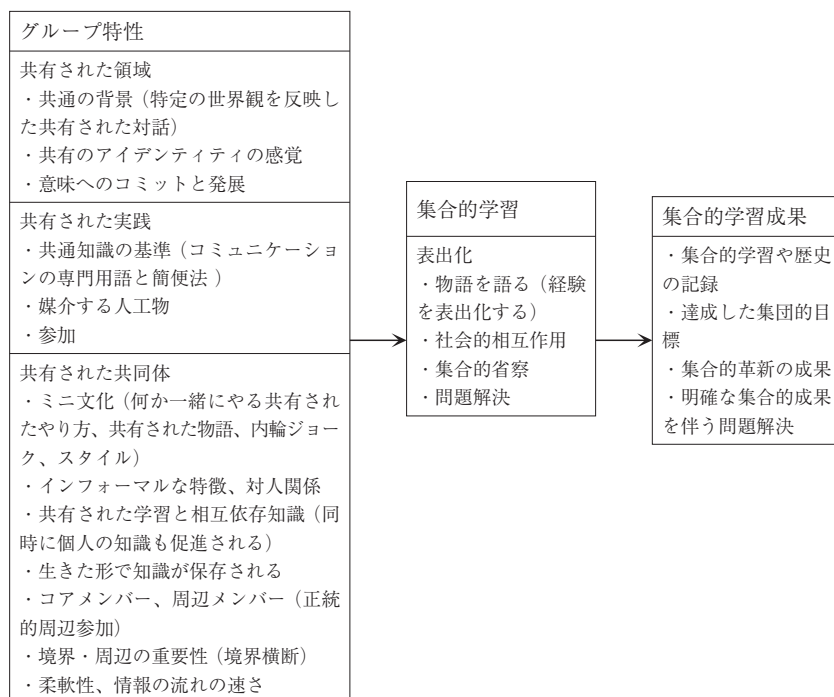 グループ特性
共有された領域
・共通の背景（特定の世界観を反映し
た共有された対話）
・共有のアイデンティティの感覚
・意味へのコミットと発展
共有された実践
・共通知識の基準（コミュニケーショ
ンの専門用語と簡便法 ）
・媒介する人工物
・参加
共有された共同体
・ミニ文化（何か一緒にやる共有され
たやり方、共有された物語、内輪ジョー
ク、スタイル）
・インフォーマルな特徴、対人関係
・共有された学習と相互依存知識（同
時に個人の知識も促進される）
・生きた形で知識が保存される
・コアメンバー、周辺メンバー（正統
的周辺参加）
・境界・周辺の重要性（境界横断）
・柔軟性、情報の流れの速さ
集合的学習
表出化
・物語を語る（経験
を表出化する）
・社会的相互作用
・集合的省察
・問題解決
集合的学習成果
・集合的学習や歴史
の記録
・達成した集団的目
標
・集合的革新の成果
・明確な集合的成果
を伴う問題解決